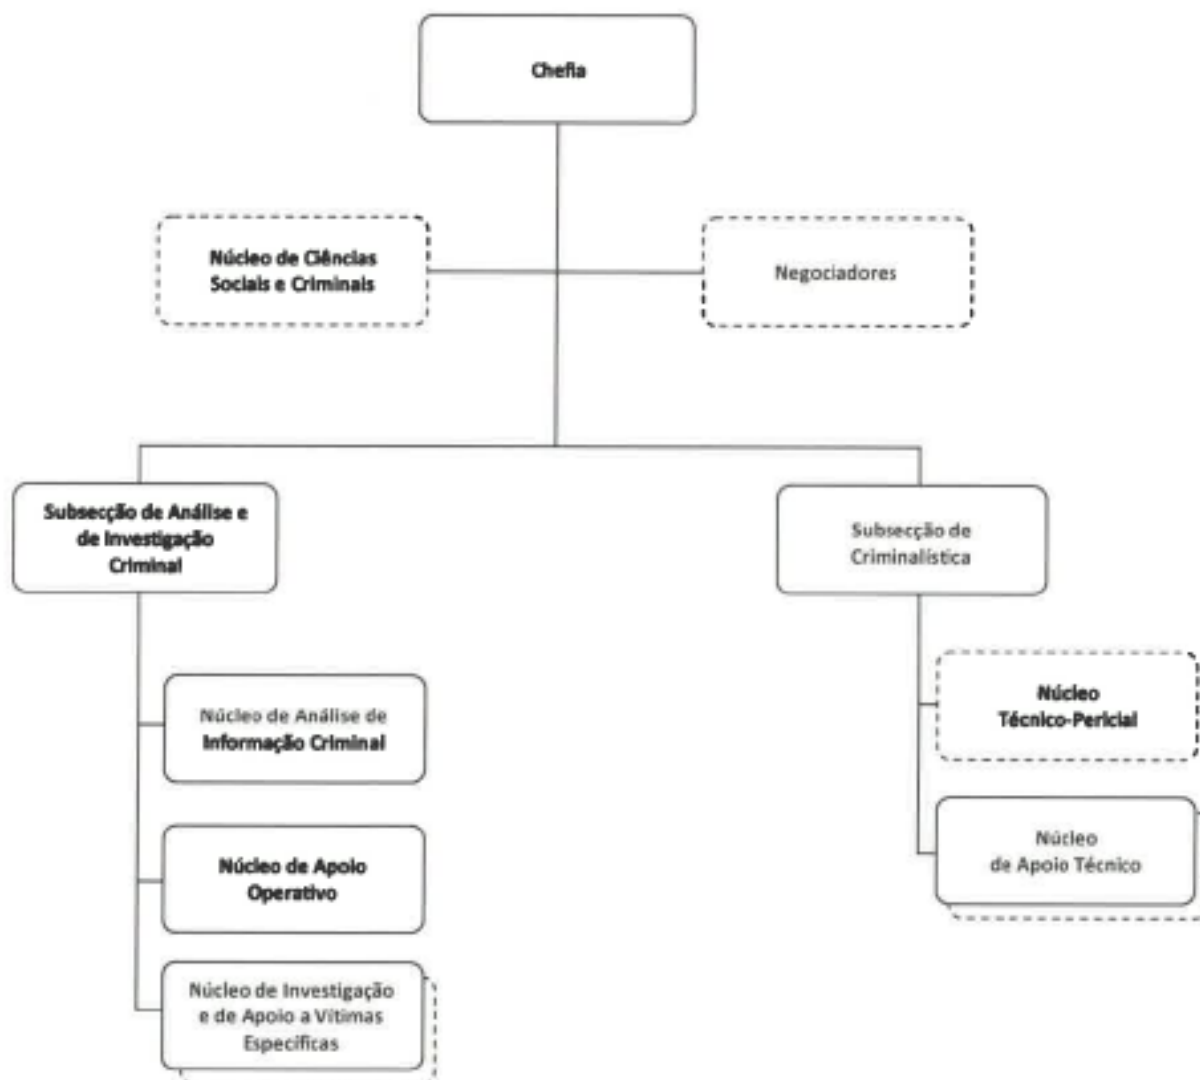 Chefia
Núcleo de Ciências
Sociais e Criminais
Negociadores
Subsecção de Análise e
de Investigação
Criminal
Subsecção de
Criminalística
Núcleo de Análise de
Informação Criminal
Núcleo de Apoio
Operativo
Núcleo de Investigação
e de Apoio a Vítimas
Específicas
Núcleo
Técnico-Pericial
Núcleo
de Apoio Técnico